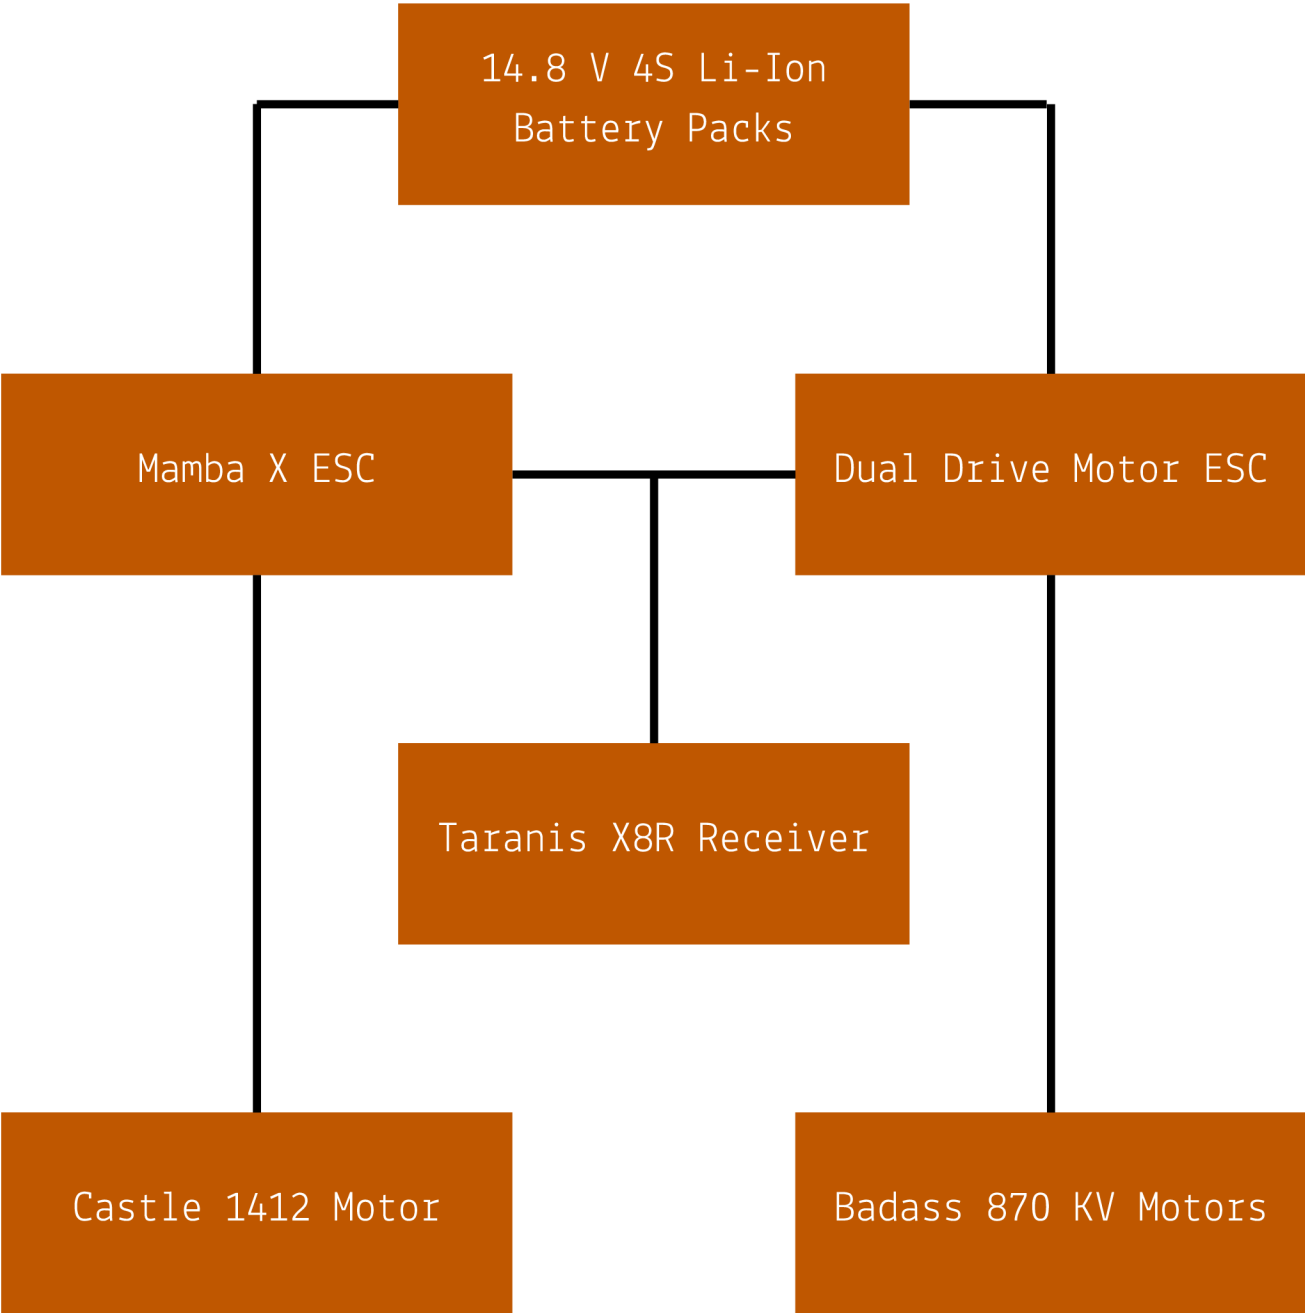 14.8 V 4S Li-Ion
Battery Packs
Mamba X ESC
Dual Drive Motor ESC
Taranis X8R Receiver
Castle 1412 Motor
Badass 870 KV Motors